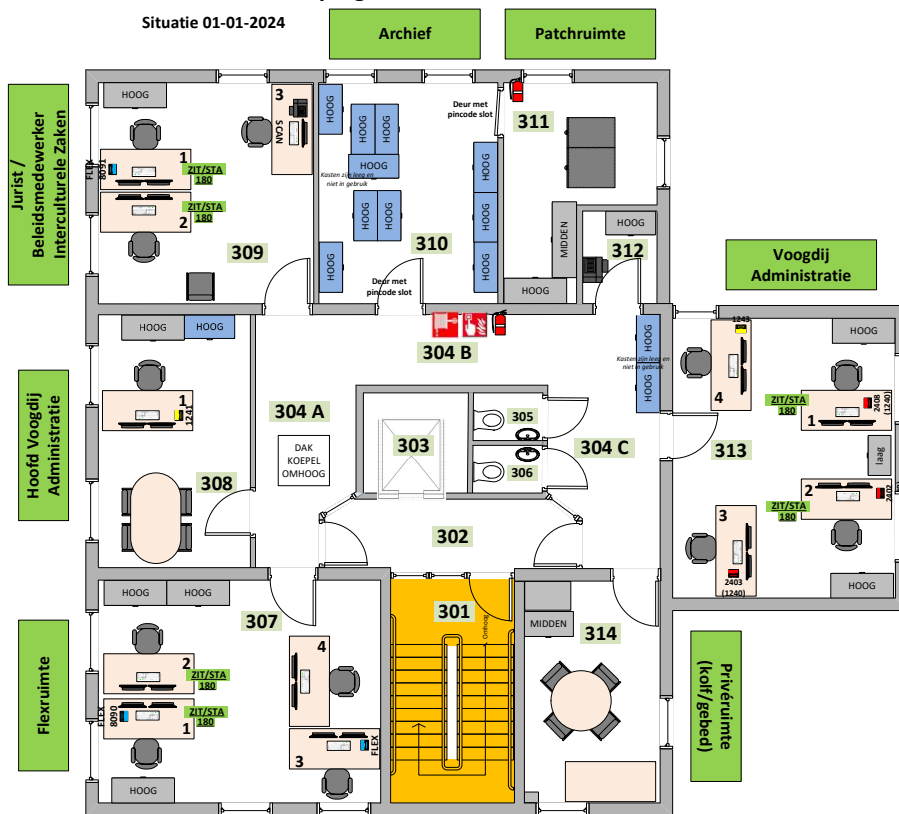 Situatie 01-01-2024
Archief
Patchruimte
Jurist /
Beleidsmedewerker
Interculturele Zaken
HOOG
3
SCAN
1
FLEX
8091
ZIT/STA
180
2
ZIT/STA
180
309
HOOG
HOOG
HOOG
HOOG
Kasten zijn leeg en
niet in gebruik
HOOG
HOOG
HOOG
HOOG
HOOG
HOOG
310
Deur met
pincode slot
Deur met
pincode slot
311
MIDDEN
HOOG
HOOG
312
Voogdij
Administratie
Hoofd Voogdij
Administratie
HOOG
HOOG
1
1241
308
304 A
DAK
KOEPEL
OMHOOG
304 B
303
305
306
304 C
HOOG
Kasten zijn leeg en
niet in gebruik
HOOG
1243
4
HOOG
ZIT/STA
180
2408
(1240)
1
313
laag
2
ZIT/STA
180
2402
3
2403
(1240)
HOOG
302
301
Omhoog
Flexruimte
HOOG
HOOG
307
2
ZIT/STA
180
FLEX
8090
1
ZIT/STA
180
4
3
FLEX
HOOG
MIDDEN
314
Privéruimte
(kolf/gebed)